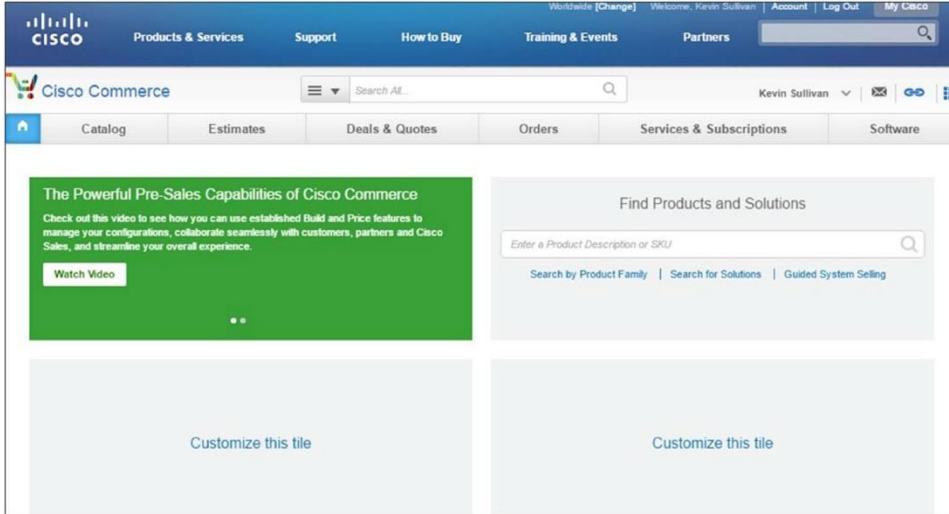 Worldwide [Change] Welcome, Kevin Sullivan | Account | Log Out My Cisco
CISCO Products & Services Support How to Buy Training & Events Partners
Cisco Commerce Search All... Kevin Sullivan
Catalog Estimates Deals & Quotes Orders Services & Subscriptions Software
The Powerful Pre-Sales Capabilities of Cisco Commerce
Check out this video to see how you can use established Build and Price features to
manage your configurations, collaborate seamlessly with customers, partners and Cisco
Sales, and streamline your overall experience.
Watch Video
Find Products and Solutions
Enter a Product Description or SKU
Search by Product Family | Search for Solutions | Guided System Selling
Customize this tile
Customize this tile